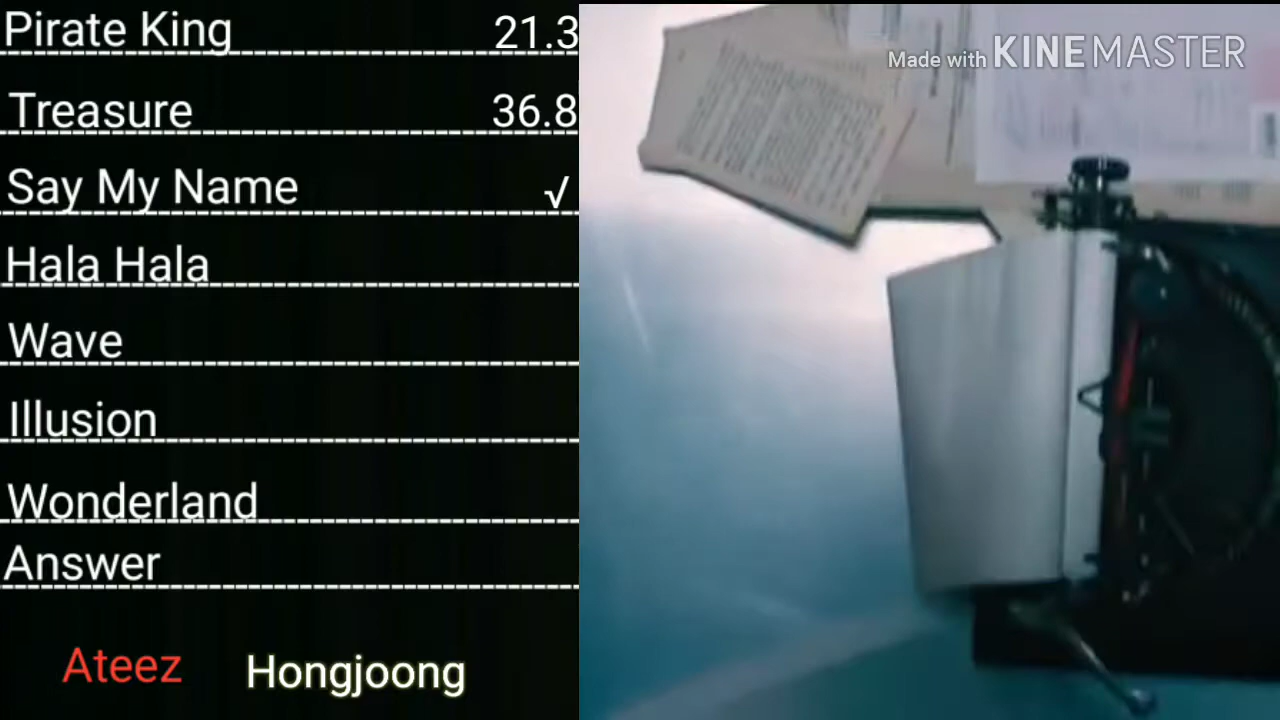 Pirate King 21.3
Treasure 36.8
Say My Name √
Hala Hala
Wave
Illusion
Wonderland
Answer
Ateez Hongjoong
Made with KINEMASTER